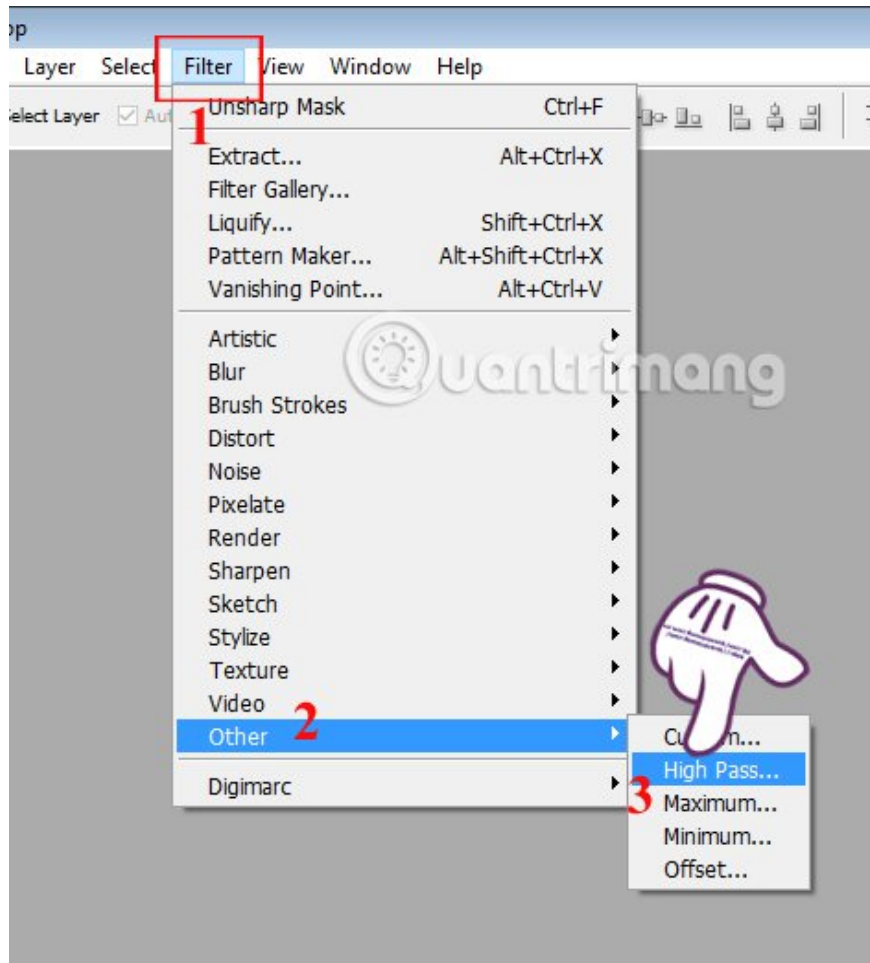 op
Layer Select Filter View Window Help
Select Layer Aut
1
Unsharp Mask Ctrl+F
Extract... Alt+Ctrl+X
Filter Gallery...
Liquify... Shift+Ctrl+X
Pattern Maker... Alt+Shift+Ctrl+X
Vanishing Point... Alt+Ctrl+V
Artistic
Quantrimang
Blur
Brush Strokes
Distort
Noise
Pixelate
Render
Sharpen
Sketch
Stylize
Texture
Video
Other 2
Digimarc
High Pass...
3
Maximum...
Minimum...
Offset...